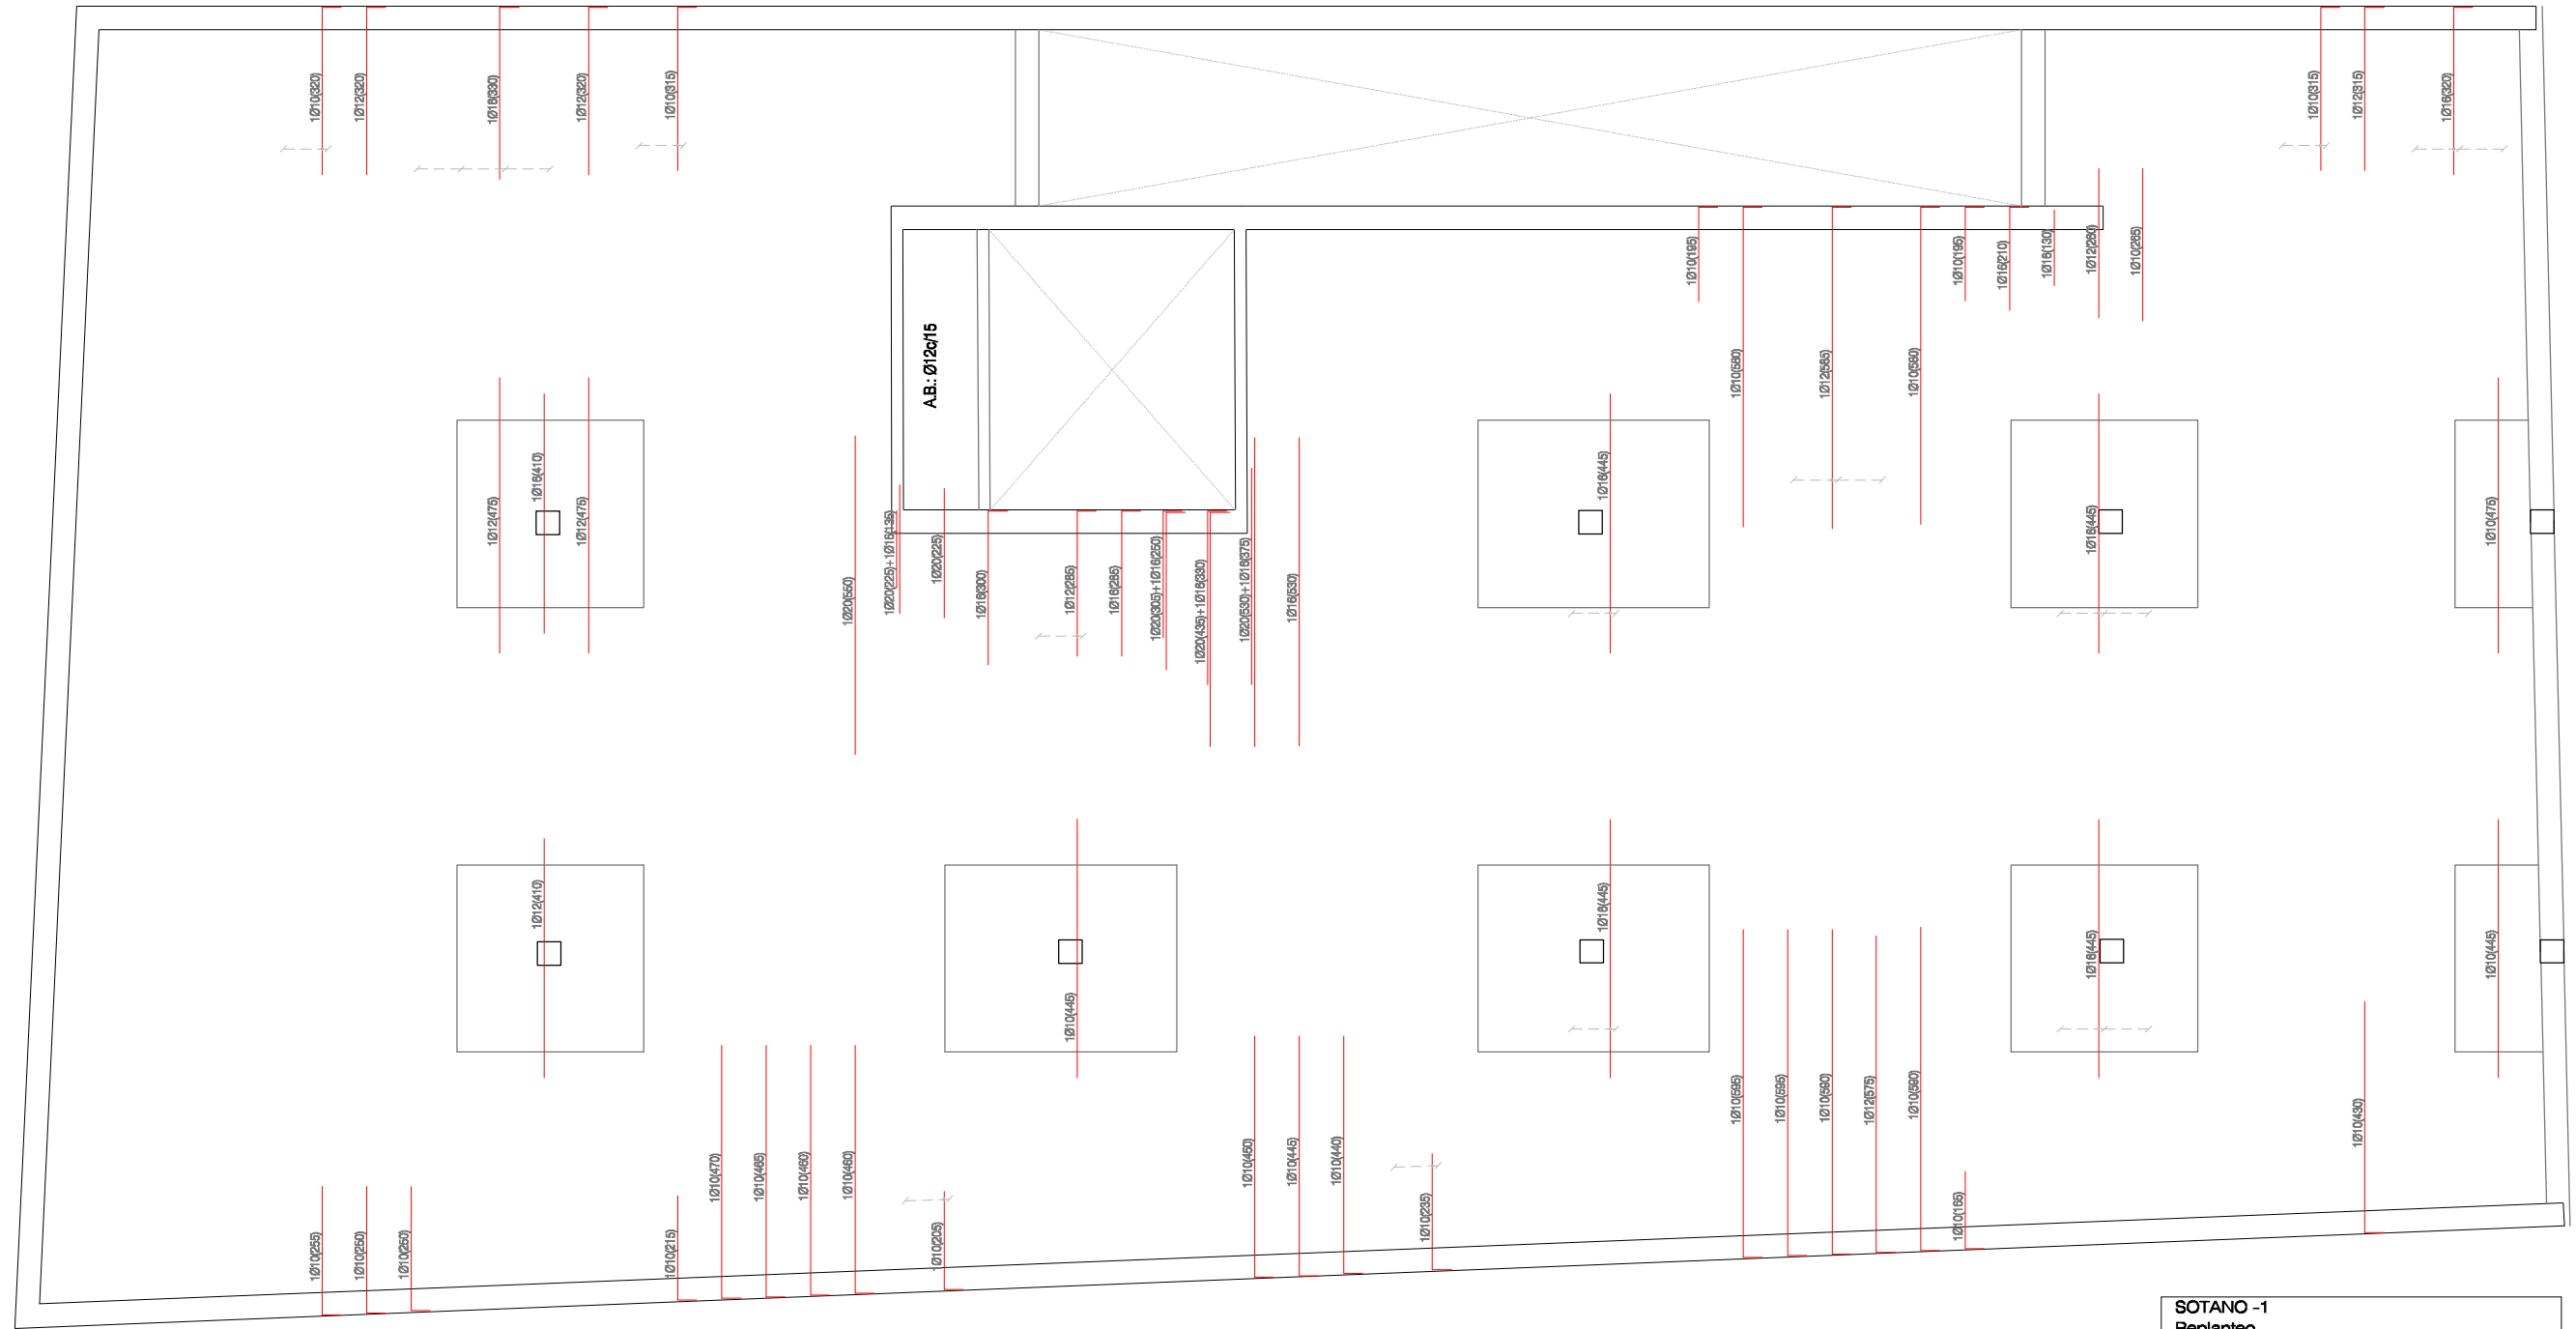 1Ø10(320)
1Ø12(320)
1Ø16(330)
1Ø12(320)
1Ø10(315)
1Ø10(315)
1Ø12(315)
1Ø16(320)
1Ø10(195)
1Ø10(580)
1Ø12(585)
1Ø10(590)
1Ø10(195)
1Ø16(210)
1Ø16(130)
1Ø12(260)
1Ø10(265)
A.B.: Ø12c/15
1Ø12(475)
1Ø16(410)
1Ø12(475)
1Ø20(550)
1Ø20(225)+1Ø16(135)
1Ø20(225)
1Ø16(300)
1Ø12(285)
1Ø16(285)
1Ø20(305)+1Ø16(250)
1Ø20(435)+1Ø16(330)
1Ø20(530)+1Ø16(375)
1Ø16(530)
1Ø16(445)
1Ø16(445)
1Ø10(475)
1Ø12(410)
1Ø10(445)
1Ø16(445)
1Ø16(445)
1Ø10(445)
1Ø10(255)
1Ø10(250)
1Ø10(250)
1Ø10(215)
1Ø10(470)
1Ø10(465)
1Ø10(460)
1Ø10(460)
1Ø10(205)
1Ø10(450)
1Ø10(445)
1Ø10(440)
1Ø10(235)
1Ø10(595)
1Ø10(595)
1Ø10(590)
1Ø12(575)
1Ø10(590)
1Ø10(165)
1Ø10(430)
SOTANO -1
Replanteo